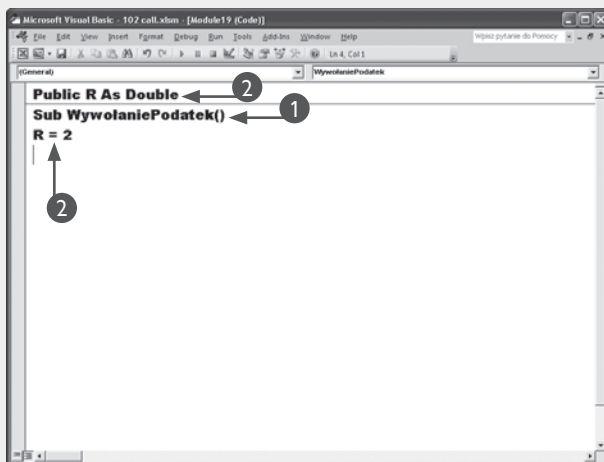 Microsoft Visual Basic - 102 call.xlsm - [Module19 (Code)]
File Edit View Insert Format Debug Run Tools Add-Ins Window Help
Wpisz pytanie do Pomocy
Ln 4, Col 1
(General)
WywolaniePodatek
Public R As Double
2
Sub WywolaniePodatek()
1
R = 2
2